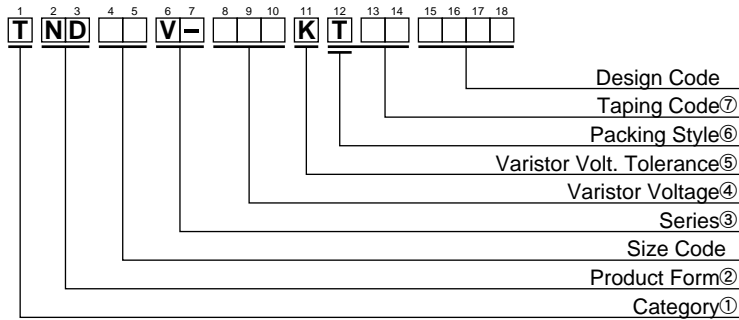 1 2 3 4 5 6 7 8 9 10 11 12 13 14 15 16 17 18
T ND V− K T
Design Code
Taping Code⑦
Packing Style⑥
Varistor Volt. Tolerance⑤
Varistor Voltage④
Series③
Size Code
Product Form②
Category①